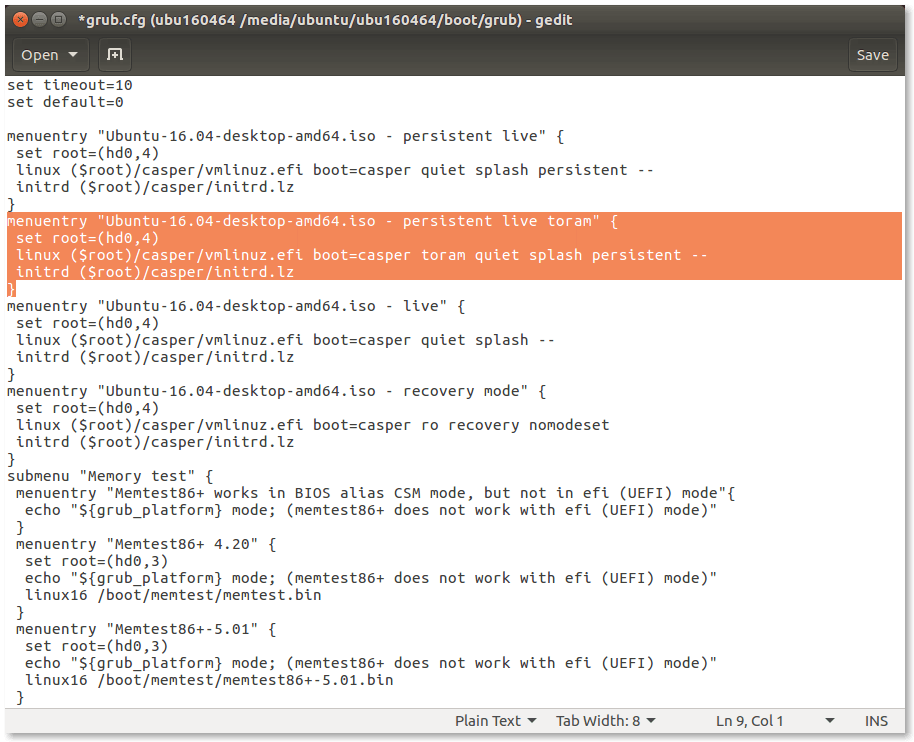 *grub.cfg (ubu160464 /media/ubuntu/ubu160464/boot/grub) - gedit
Open
Save
set timeout=10
set default=0
menuentry "Ubuntu-16.04-desktop-amd64.iso - persistent live" {
set root=(hd0,4)
linux ($root)/casper/vmlinuz.efi boot=casper quiet splash persistent --
initrd ($root)/casper/initrd.lz
}
menuentry "Ubuntu-16.04-desktop-amd64.iso - persistent live toram" {
set root=(hd0,4)
linux ($root)/casper/vmlinuz.efi boot=casper toram quiet splash persistent --
initrd ($root)/casper/initrd.lz
}
menuentry "Ubuntu-16.04-desktop-amd64.iso - live" {
set root=(hd0,4)
linux ($root)/casper/vmlinuz.efi boot=casper quiet splash --
initrd ($root)/casper/initrd.lz
}
menuentry "Ubuntu-16.04-desktop-amd64.iso - recovery mode" {
set root=(hd0,4)
linux ($root)/casper/vmlinuz.efi boot=casper ro recovery nomodeset
initrd ($root)/casper/initrd.lz
}
submenu "Memory test" {
menuentry "Memtest86+ works in BIOS alias CSM mode, but not in efi (UEFI) mode"{
echo "${grub_platform} mode; (memtest86+ does not work with efi (UEFI) mode)"
}
menuentry "Memtest86+ 4.20" {
set root=(hd0,3)
echo "${grub_platform} mode; (memtest86+ does not work with efi (UEFI) mode)"
linux16 /boot/memtest/memtest.bin
}
menuentry "Memtest86+-5.01" {
set root=(hd0,3)
echo "${grub_platform} mode; (memtest86+ does not work with efi (UEFI) mode)"
linux16 /boot/memtest/memtest86+-5.01.bin
}
Plain Text Tab Width: 8 Ln 9, Col 1 INS